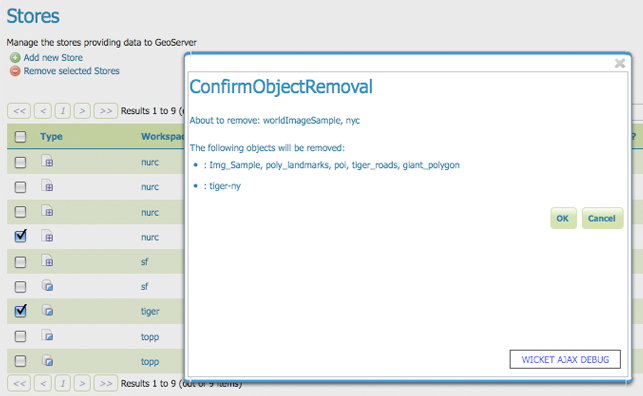 Stores
Manage the stores providing data to GeoServer
Add new Store
Remove selected Stores
<< < 1 > >> Results 1 to 9 (
Type Workspac ?
nurc
nurc
nurc
nurc
sf
sf
tiger
topp
topp
<< < 1 > >> Results 1 to 9 (out of 9 items)
ConfirmObjectRemoval
About to remove: worldImageSample, nyc
The following objects will be removed:
• : Img_Sample, poly_landmarks, poi, tiger_roads, giant_polygon
• : tiger-ny
OK Cancel
WICKET AJAX DEBUG